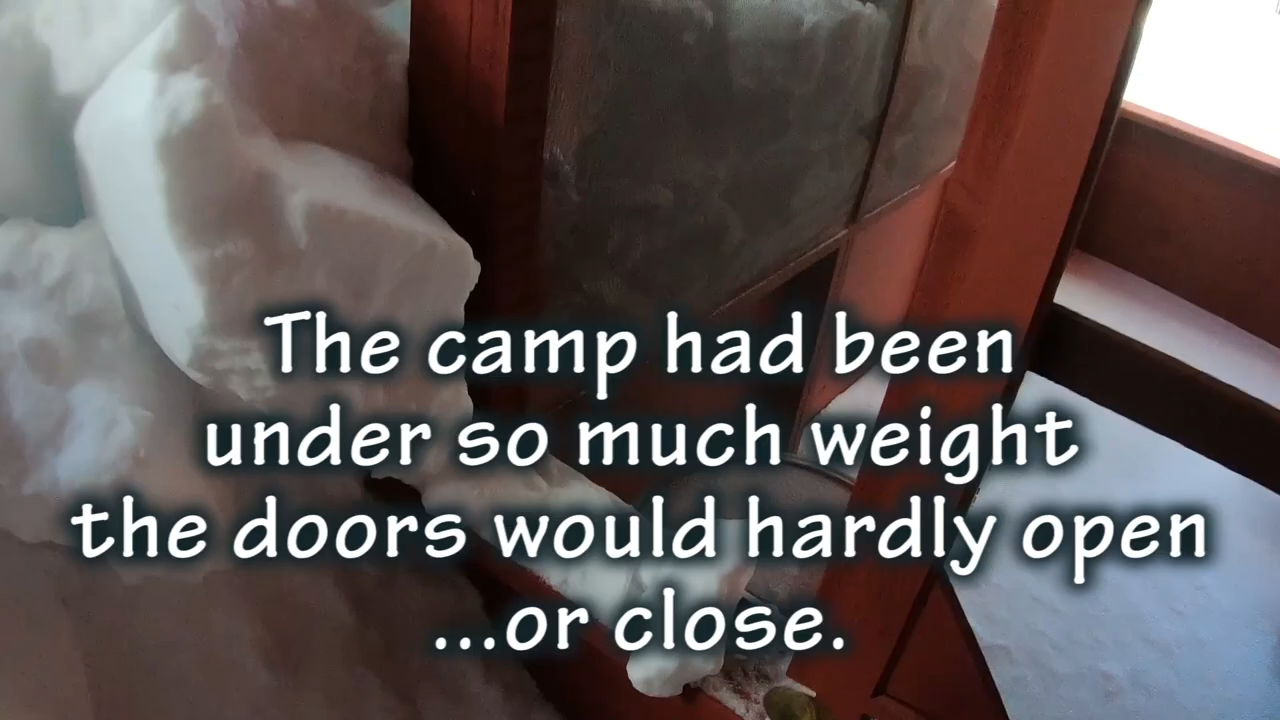 The camp had been
under so much weight
the doors would hardly open
...or close.